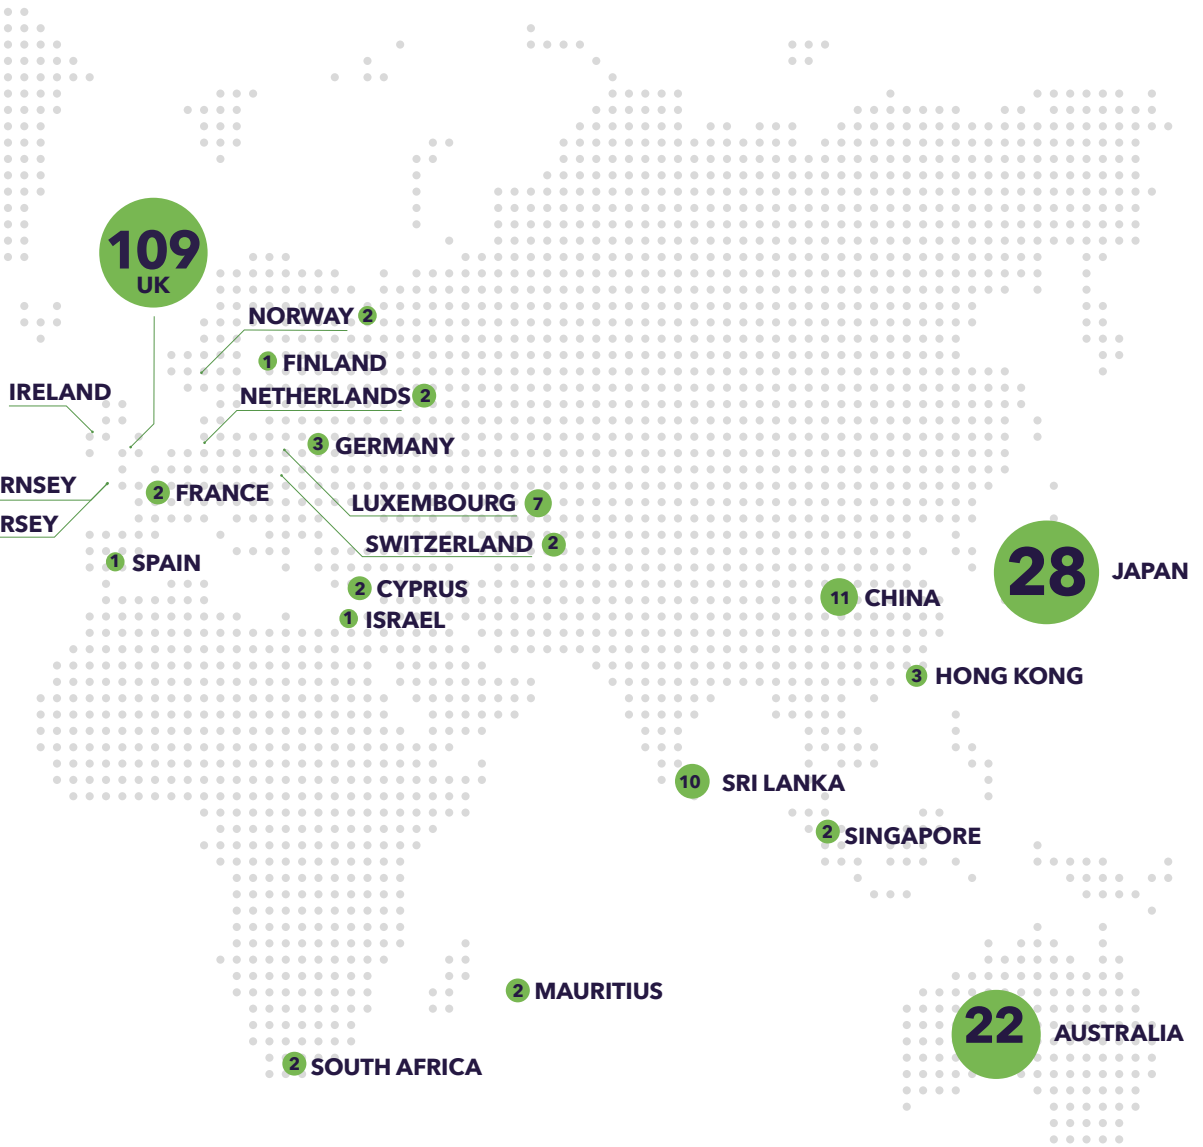 109
UK
NORWAY 2
1 FINLAND
IRELAND
NETHERLANDS 2
3 GERMANY
RNSEY
2 FRANCE
LUXEMBOURG 7
RSEY
SWITZERLAND 2
1 SPAIN
28 JAPAN
2 CYPRUS
11 CHINA
1 ISRAEL
3 HONG KONG
10 SRI LANKA
2 SINGAPORE
2 MAURITIUS
22 AUSTRALIA
2 SOUTH AFRICA